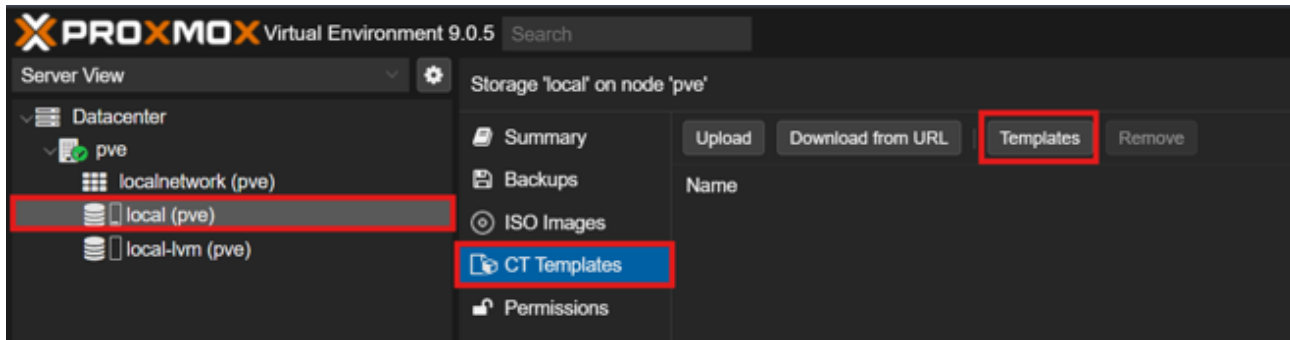 PROXMOX Virtual Environment 9.0.5 Search
Server View
Storage 'local' on node 'pve'
Datacenter
pve
localnetwork (pve)
local (pve)
local-lvm (pve)
Summary
Backups
ISO Images
CT Templates
Permissions
Upload Download from URL Templates Remove
Name